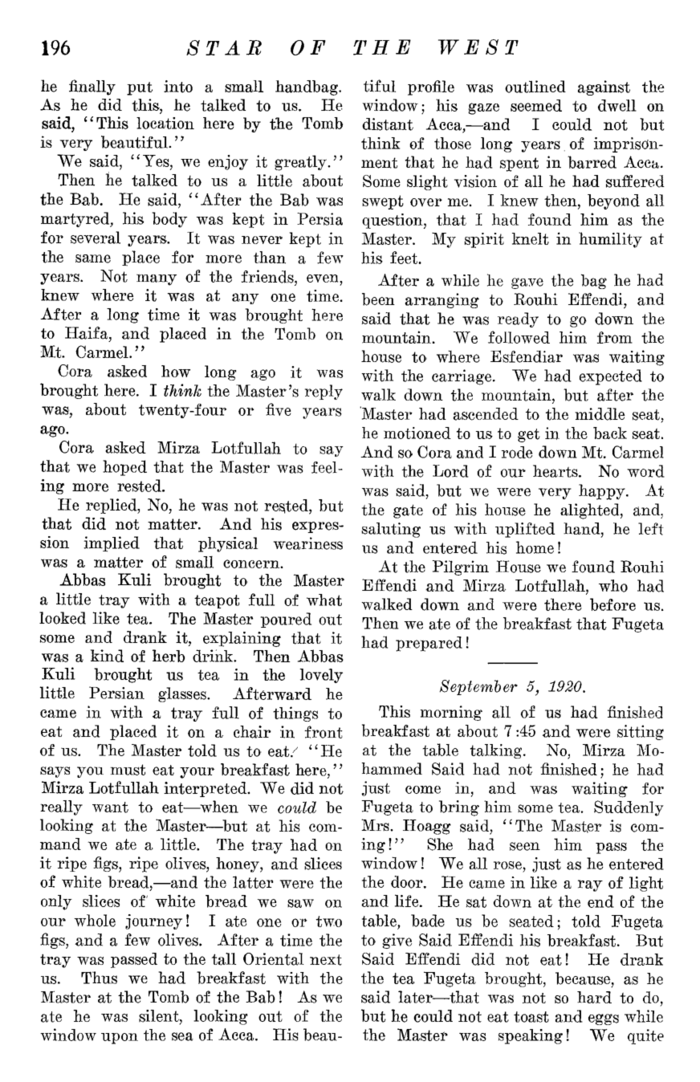 196 STAR OF THE WEST
he finally put into a small handbag.
As he did this, he talked to us. He
said, "This location here by the Tomb
is very beautiful."
We said, "Yes, we enjoy it greatly."
Then he talked to us a little about
the Bab. He said, "After the Bab was
martyred, his body was kept in Persia
for several years. It was never kept in
the same place for more than a few
years. Not many of the friends, even,
knew where it was at any one time.
After a long time it was brought here
to Haifa, and placed in the Tomb on
Mt. Carmel."
Cora asked how long ago it was
brought here. I think the Master's reply
was, about twenty-four or five years
ago.
Cora asked Mirza Lotfullah to say
that we hoped that the Master was feel-
ing more rested.
He replied, No, he was not rested, but
that did not matter. And his expres-
sion implied that physical weariness
was a matter of small concern.
Abbas Kuli brought to the Master
a little tray with a teapot full of what
looked like tea. The Master poured out
some and drank it, explaining that it
was a kind of herb drink. Then Abbas
Kuli brought us tea in the lovely
little Persian glasses. Afterward he
came in with a tray full of things to
eat and placed it on a chair in front
of us. The Master told us to eat. "He
says you must eat your breakfast here,"
Mirza Lotfullah interpreted. We did not
really want to eat—when we could be
looking at the Master—but at his com-
mand we ate a little. The tray had on
it ripe figs, ripe olives, honey, and slices
of white bread,—and the latter were the
only slices of white bread we saw on
our whole journey! I ate one or two
figs, and a few olives. After a time the
tray was passed to the tall Oriental next
us. Thus we had breakfast with the
Master at the Tomb of the Bab! As we
ate he was silent, looking out of the
window upon the sea of Acca. His beau-
tiful profile was outlined against the
window; his gaze seemed to dwell on
distant Acca,—and I could not but
think of those long years of imprison-
ment that he had spent in barred Acca.
Some slight vision of all he had suffered
swept over me. I knew then, beyond all
question, that I had found him as the
Master. My spirit knelt in humility at
his feet.
After a while he gave the bag he had
been arranging to Rouhi Effendi, and
said that he was ready to go down the
mountain. We followed him from the
house to where Esfendiar was waiting
with the carriage. We had expected to
walk down the mountain, but after the
Master had ascended to the middle seat,
he motioned to us to get in the back seat.
And so Cora and I rode down Mt. Carmel
with the Lord of our hearts. No word
was said, but we were very happy. At
the gate of his house he alighted, and,
saluting us with uplifted hand, he left
us and entered his home!
At the Pilgrim House we found Rouhi
Effendi and Mirza Lotfullah, who had
walked down and were there before us.
Then we ate of the breakfast that Fugeta
had prepared!
September 5, 1920.
This morning all of us had finished
breakfast at about 7:45 and were sitting
at the table talking. No, Mirza Mo-
hammed Said had not finished; he had
just come in, and was waiting for
Fugeta to bring him some tea. Suddenly
Mrs. Hoagg said, "The Master is com-
ing!" She had seen him pass the
window! We all rose, just as he entered
the door. He came in like a ray of light
and life. He sat down at the end of the
table, bade us be seated; told Fugeta
to give Said Effendi his breakfast. But
Said Effendi did not eat! He drank
the tea Fugeta brought, because, as he
said later—that was not so hard to do,
but he could not eat toast and eggs while
the Master was speaking! We quite